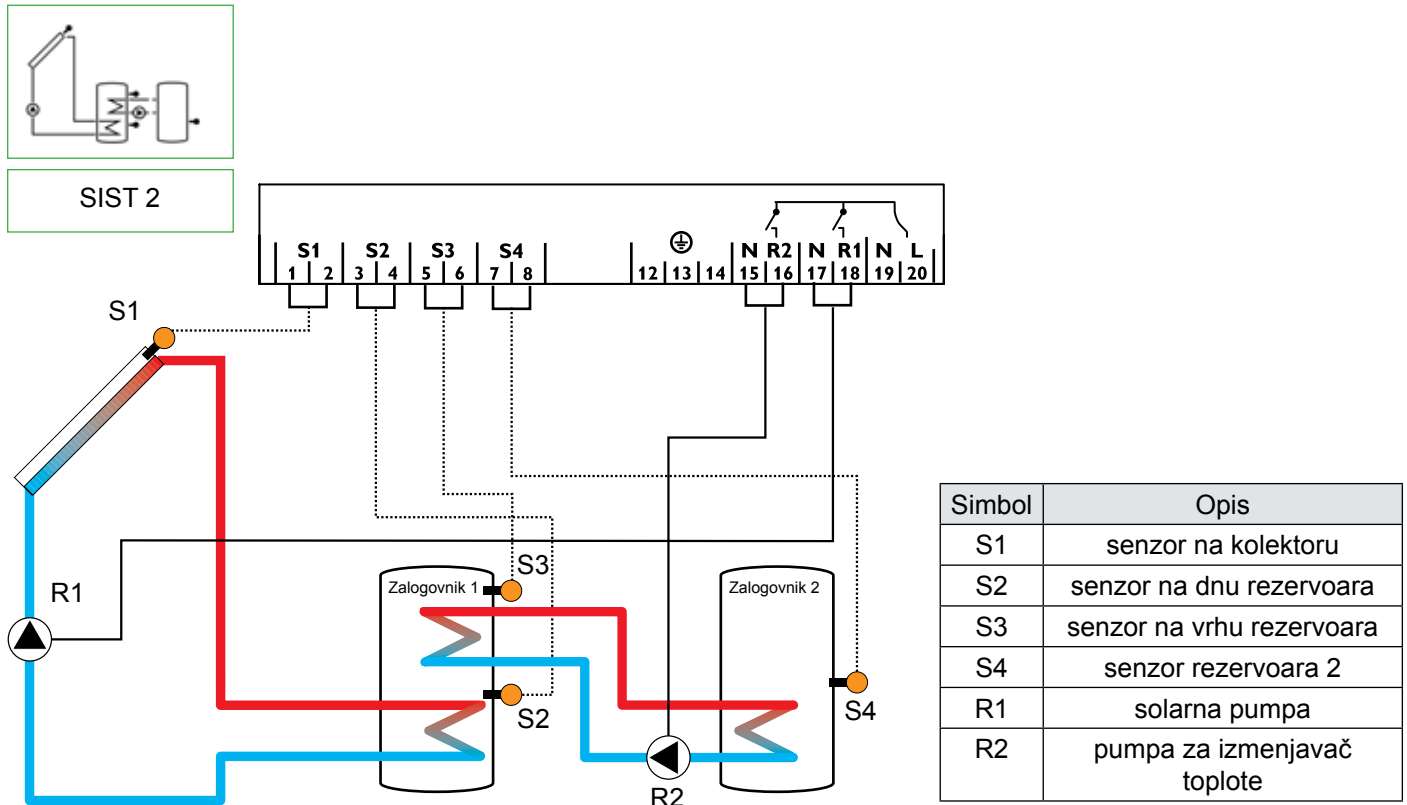 SIST 2
S1 S2 S3 S4 N R2 N R1 N L
1 2 3 4 5 6 7 8 12 13 14 15 16 17 18 19 20
S1
R1
Zalogovnik 1
S3
S2
Zalogovnik 2
S4
R2
Simbol Opis
S1 senzor na kolektoru
S2 senzor na dnu rezervoara
S3 senzor na vrhu rezervoara
S4 senzor rezervoara 2
R1 solarna pumpa
R2 pumpa za izmenjavač
toplote